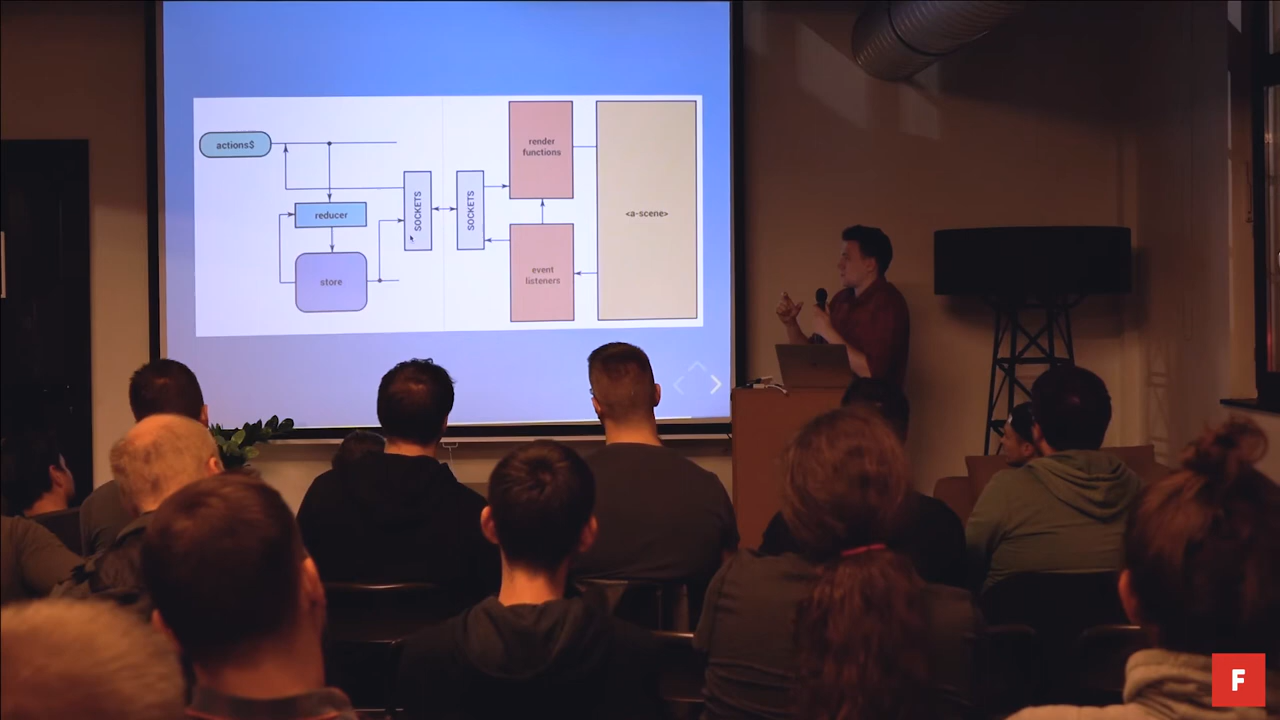 actions$
reducer
store
SOCKETS
SOCKETS
render
functions
event
listeners
<a-scene>
F